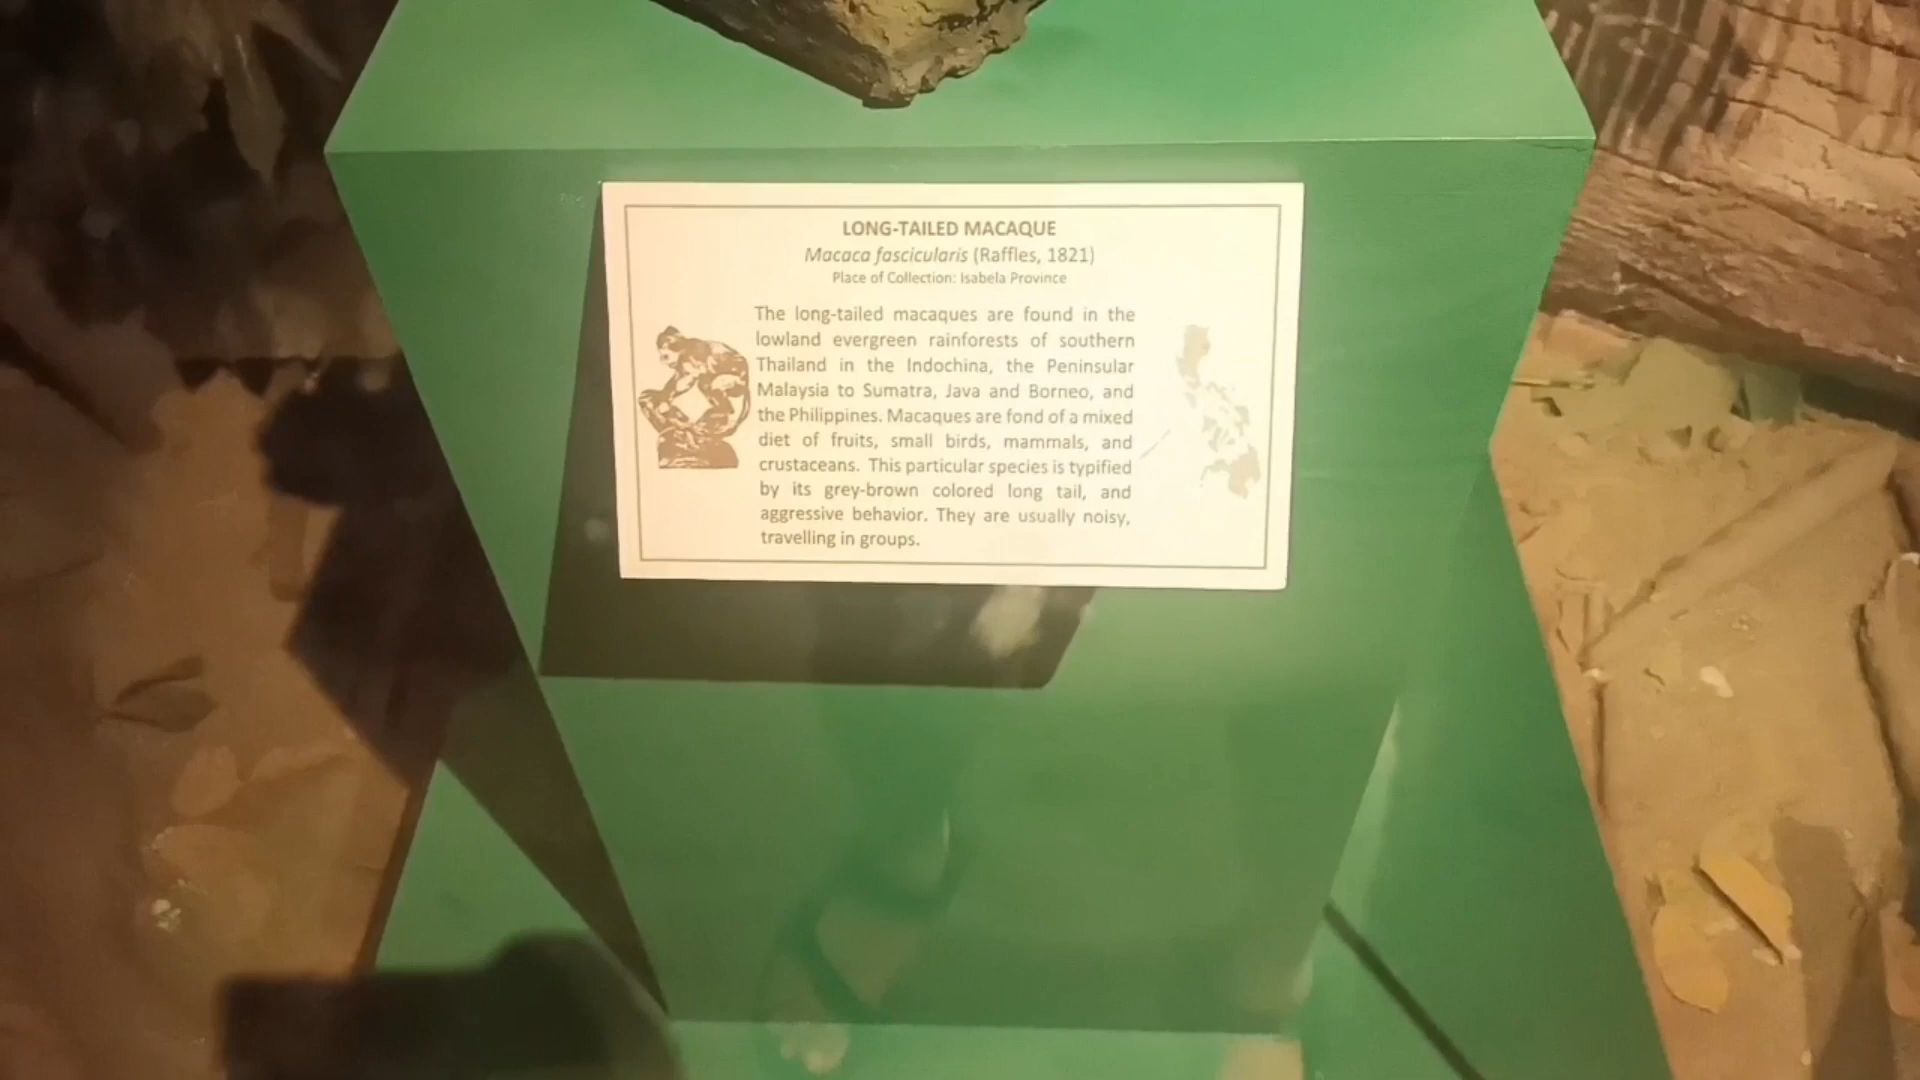 LONG-TAILED MACAQUE
Macaca fascicularis (Raffles, 1821)
Place of Collection: Isabela Province
The long-tailed macaques are found in the
lowland evergreen rainforests of southern
Thailand in the Indochina, the Peninsular
Malaysia to Sumatra, Java and Borneo, and
the Philippines. Macaques are fond of a mixed
diet of fruits, small birds, mammals, and
crustaceans. This particular species is typified
by its grey-brown colored long tail, and
aggressive behavior. They are usually noisy,
travelling in groups.